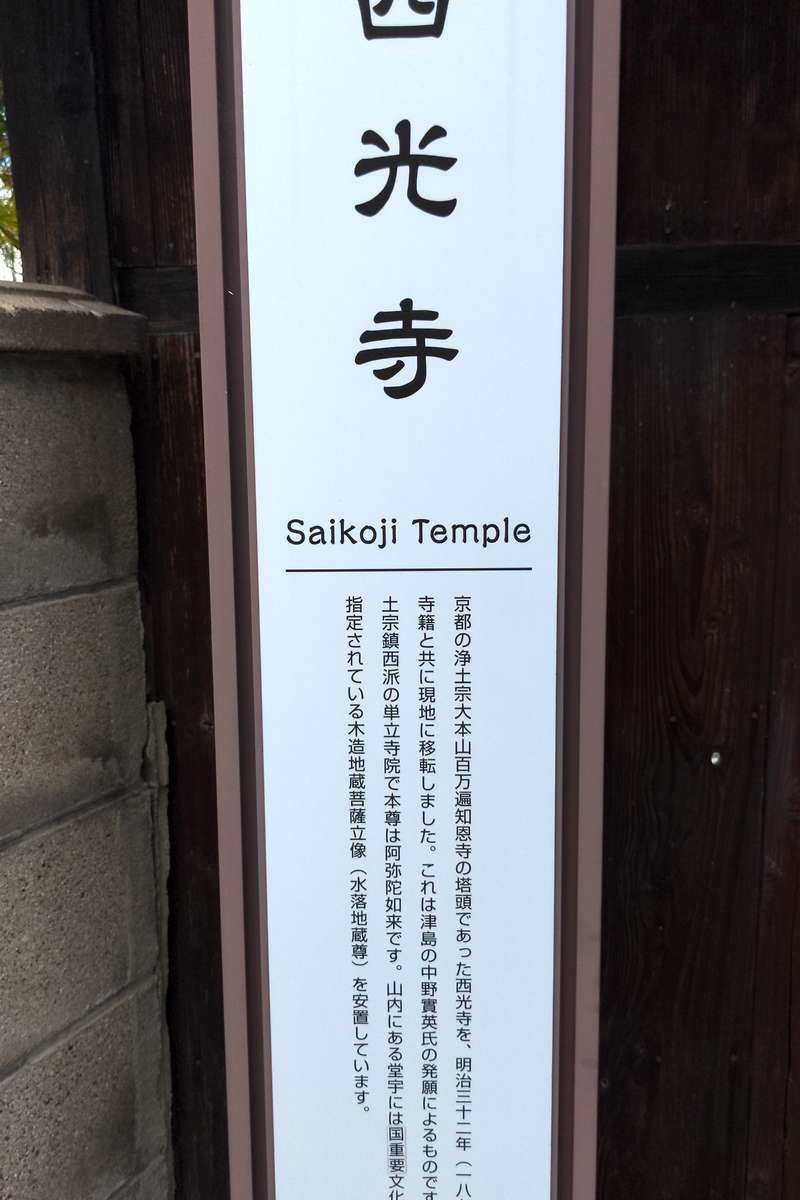 西
光
寺
Saikoji Temple
京都の浄土宗大本山百万遍知恩寺の塔頭であった西光寺を、明治三十二年（一八
寺籍と共に現地に移転しました。これは津島の中野實英氏の発願によるものです
土宗鎮西派の単立寺院で本尊は阿弥陀如来です。山内にある堂宇には国重要文化
指定されている木造地蔵菩薩立像（水落地蔵尊）を安置しています。